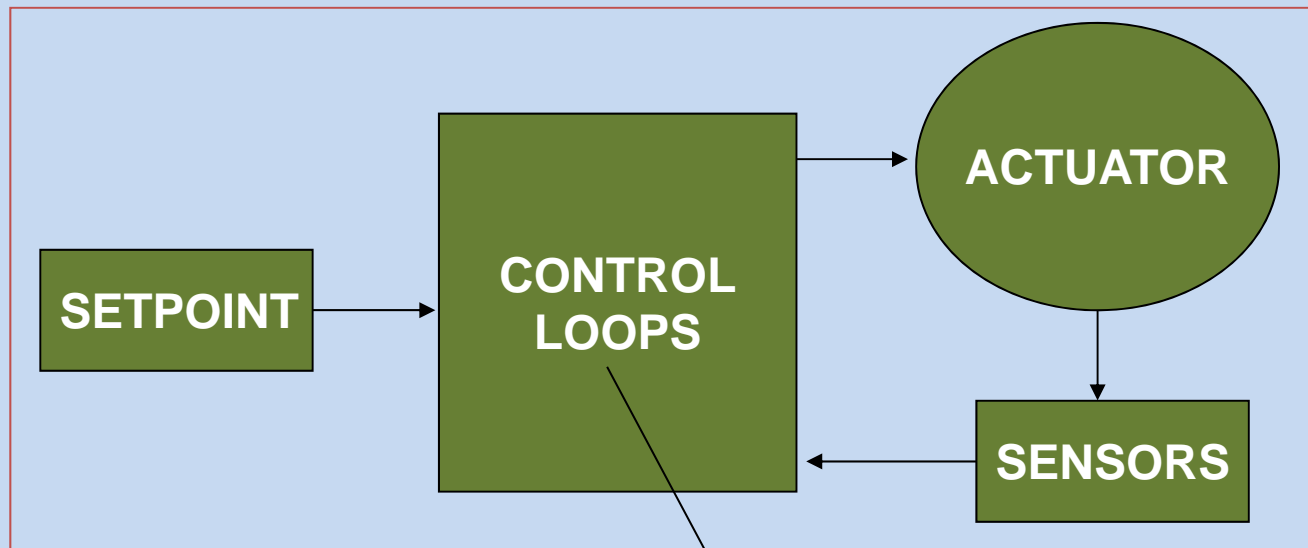 ACTUATOR
SETPOINT
CONTROL
LOOPS
SENSORS